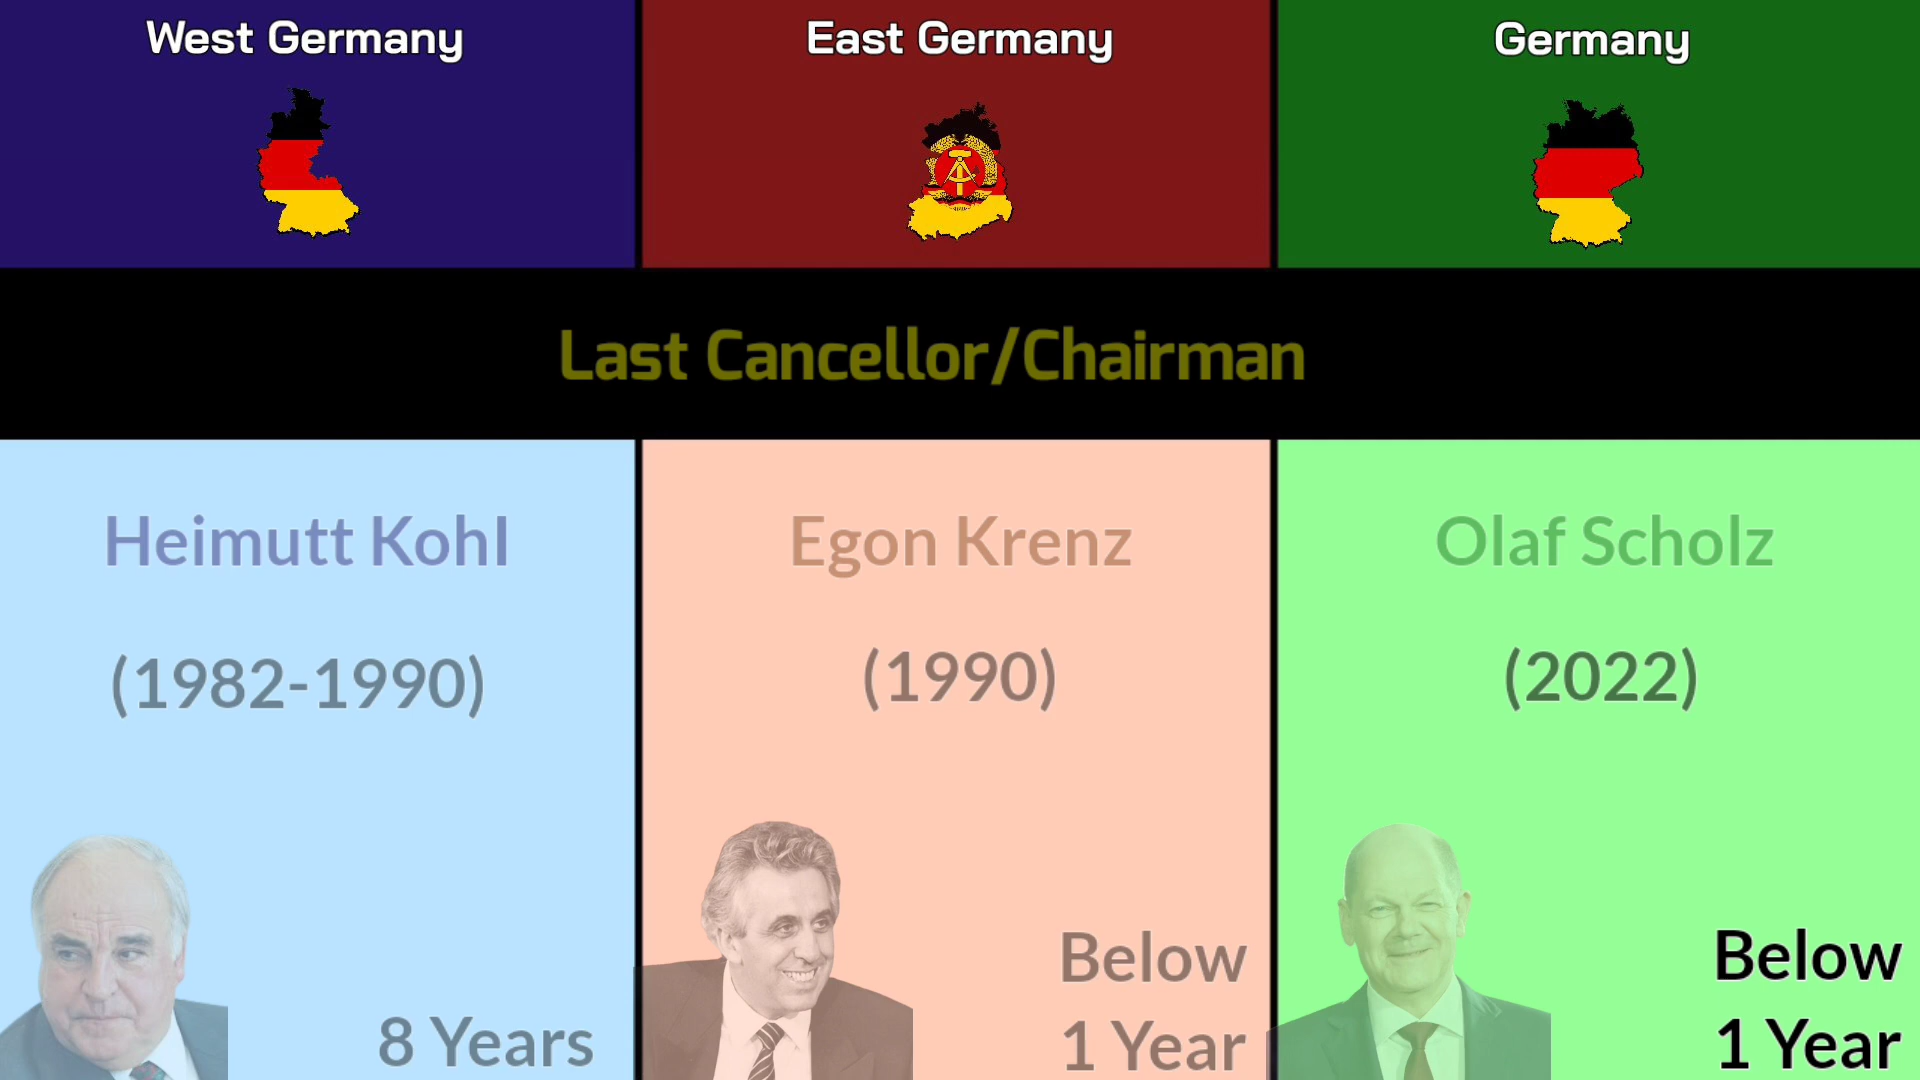 West Germany
East Germany
Germany
Last Cancellor/Chairman
Heimutt Kohl
Egon Krenz
Olaf Scholz
(1982-1990)
(1990)
(2022)
8 Years
Below
1 Year
Below
1 Year